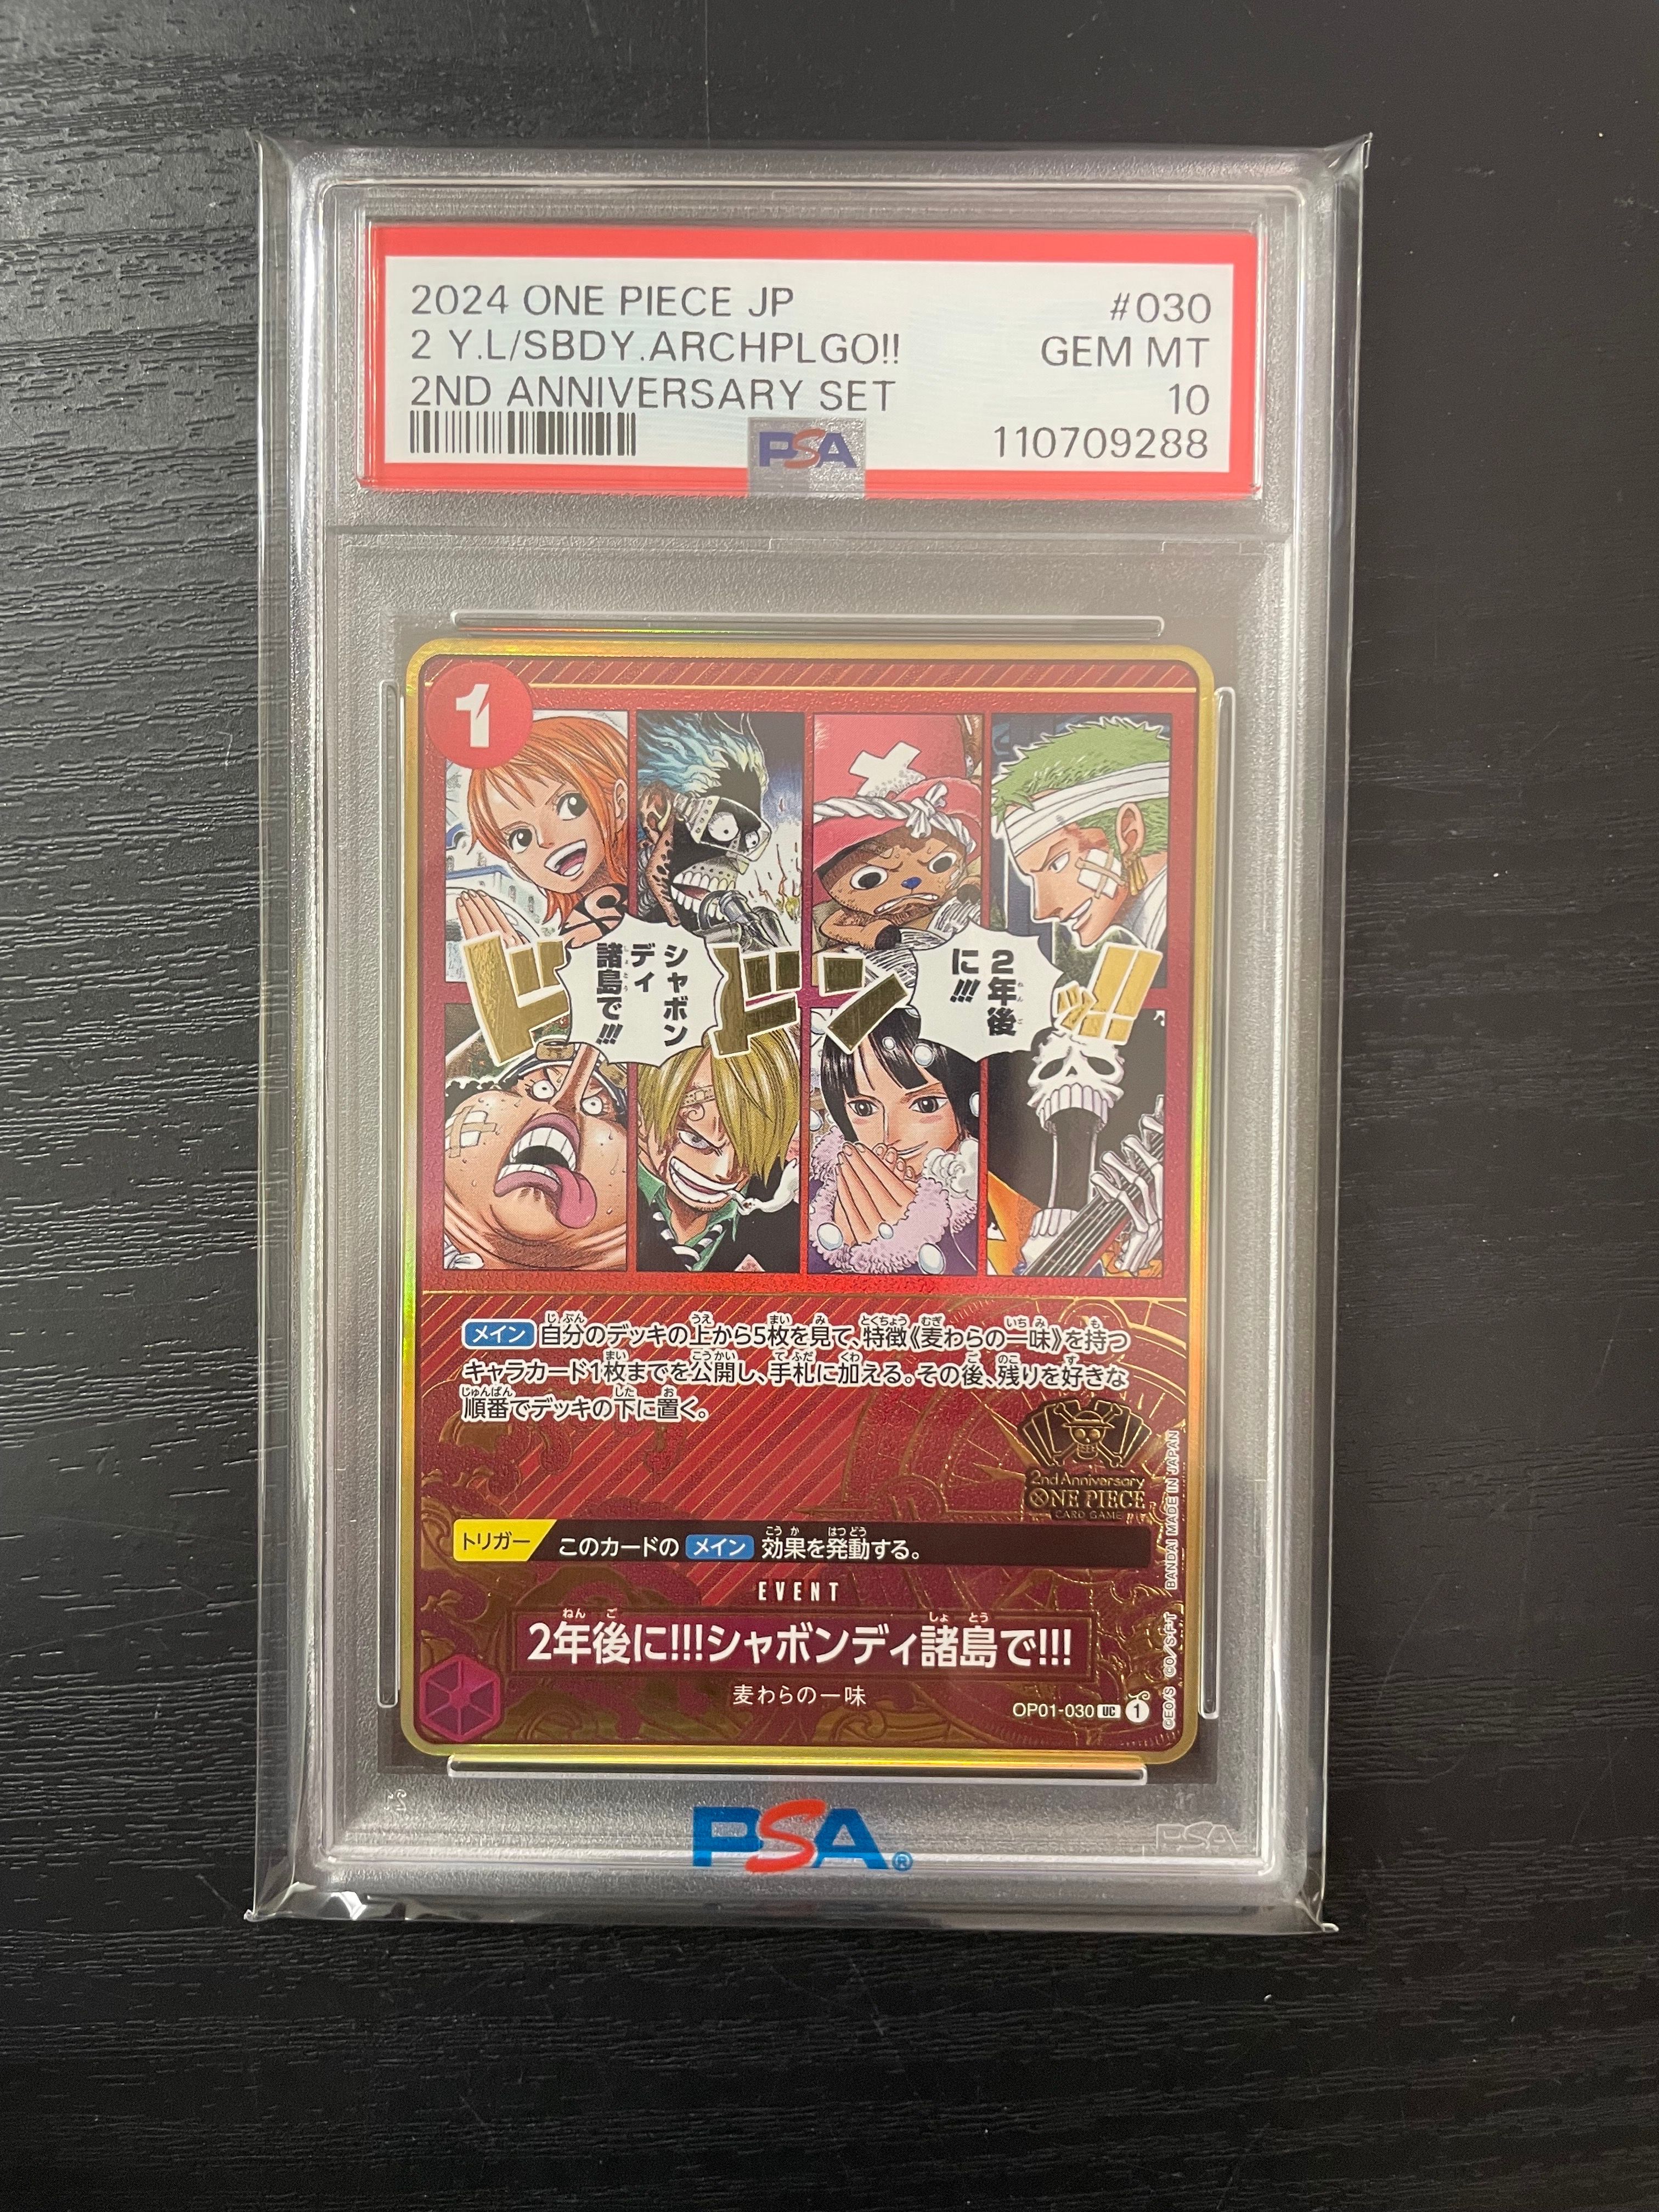 2024 ONE PIECE JP #030
2 Y.L/SBDY.ARCHPLGO!! GEM MT
2ND ANNIVERSARY SET 10
PSA 110709288
1
ドドドン!!
2年後に!!!
シャボンディ諸島で!!!
メイン 自分のデッキの上から5枚を見て、特徴《麦わらの一味》を持つ
キャラカード1枚までを公開し、手札に加える。その後、残りを好きな
順番でデッキの下に置く。
2nd Anniversary
ONE PIECE
CARD GAME
トリガー このカードの メイン 効果を発動する。
EVENT
2年後に!!!シャボンディ諸島で!!!
麦わらの一味
OP01-030 UC 1
©EO/S ©O/S·F·T BANDAI MADE IN JAPAN
PSA®
PSA